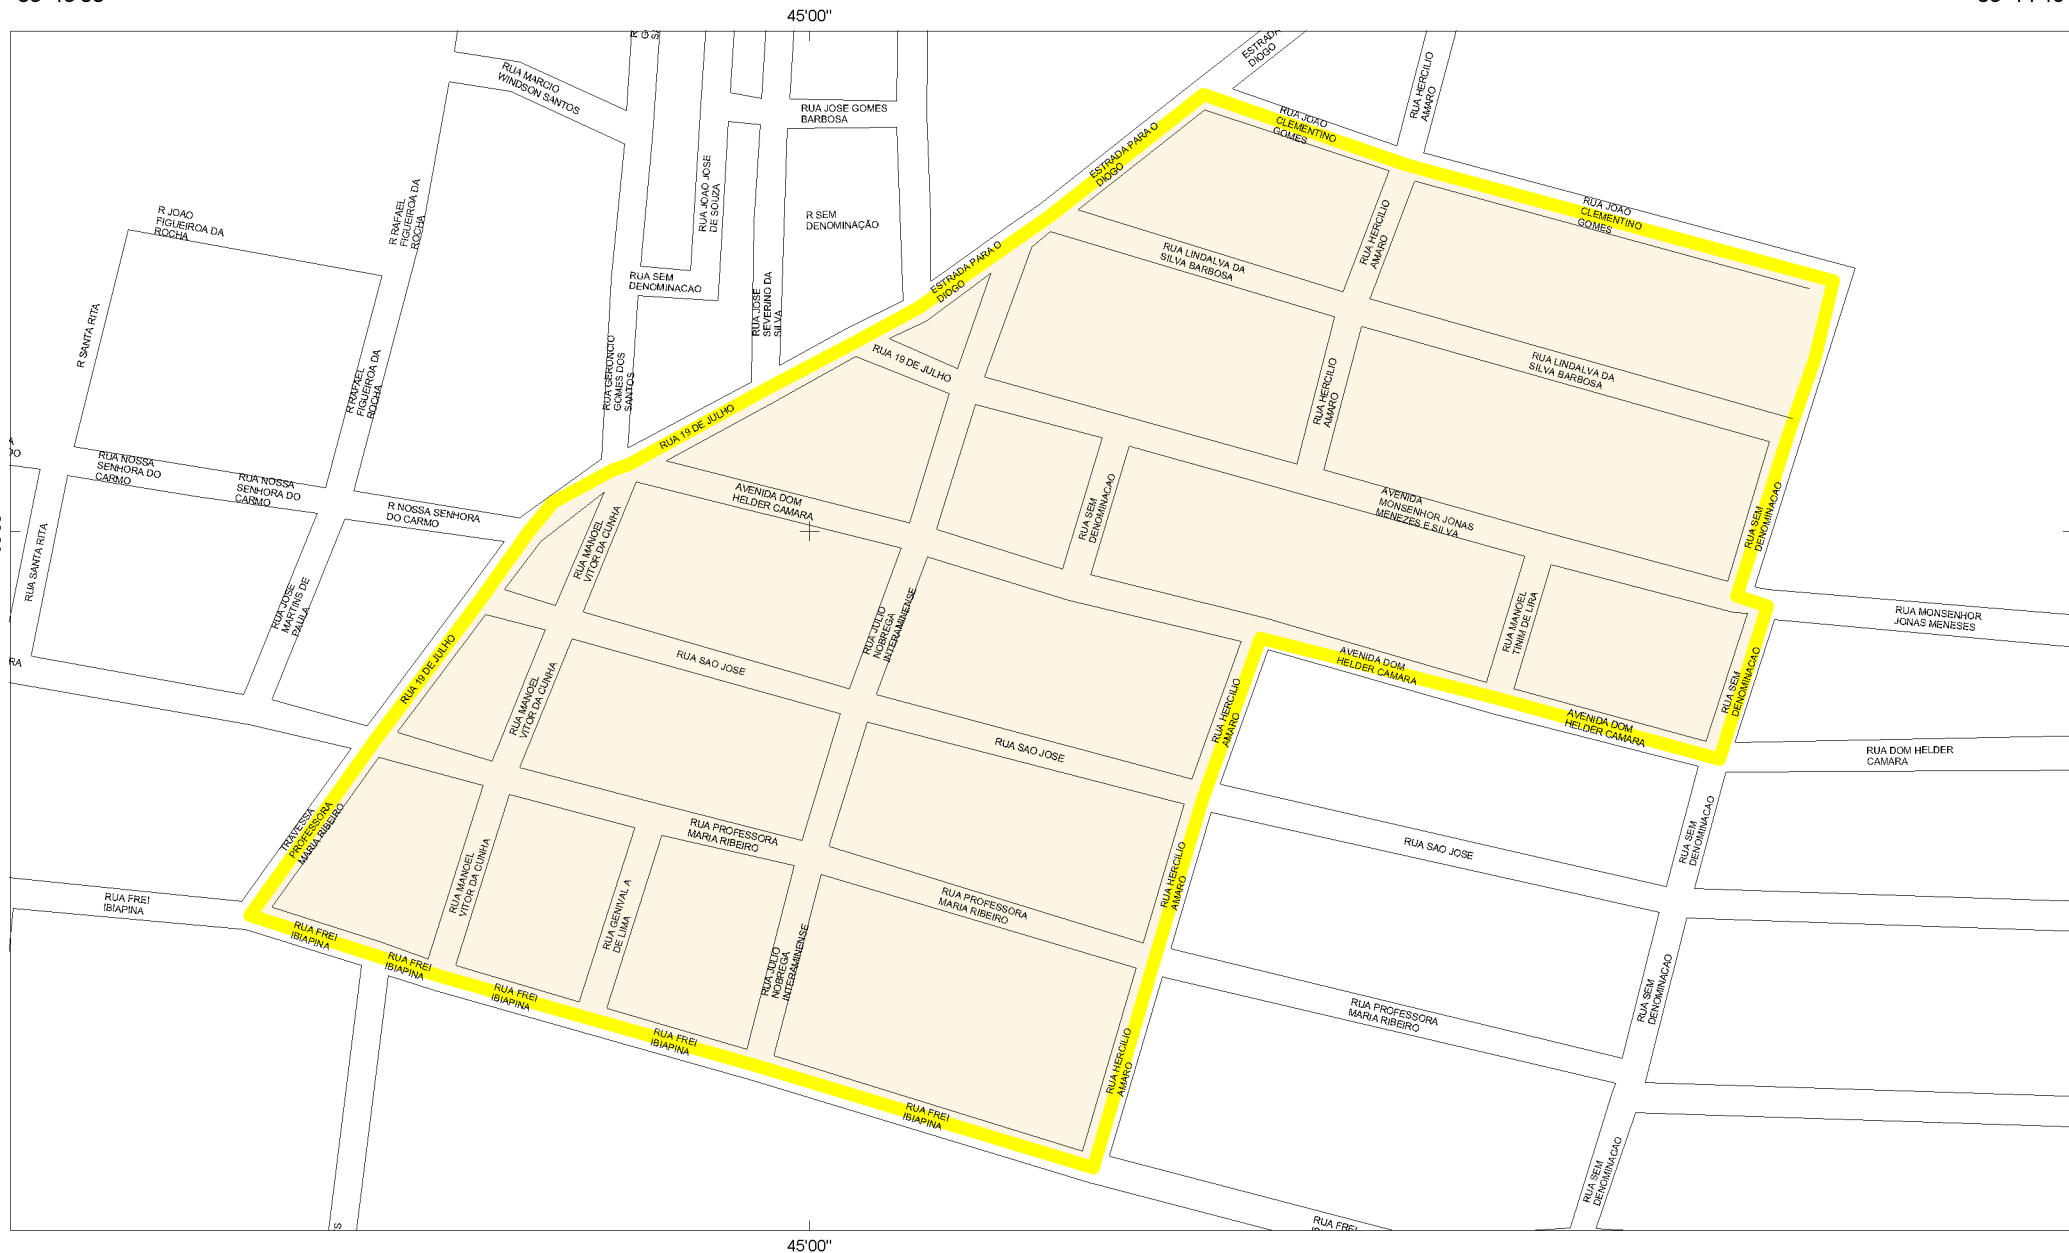 45'00"
ESTRADA
DIOGO
RUA MARCIO
WINDSON SANTOS
RUA JOSE GOMES
BARBOSA
RUA HERCILIO
AMARO
RUA JOAO
CLEMENTINO
GOMES
ESTRADA PARA O
DIOGO
RUA JOAO JOSE
DE SOUZA
R SEM
DENOMINAÇÃO
R JOAO
FIGUEIROA DA
ROCHA
R RAFAEL
FIGUEIROA DA
ROCHA
RUA JOAO
CLEMENTINO
GOMES
RUA HERCILIO
AMARO
RUA LINDALVA DA
SILVA BARBOSA
ESTRADA PARA O
DIOGO
RUA SEM
DENOMINACAO
RUA JOSE
SEVERINO DA
SILVA
R SANTA RITA
R RAFAEL
FIGUEIROA DA
ROCHA
RUA GERUNCIO
GOMES DOS
SANTOS
RUA 19 DE JULHO
RUA LINDALVA DA
SILVA BARBOSA
RUA HERCILIO
AMARO
RUA 19 DE JULHO
RUA NOSSA
SENHORA DO
CARMO
RUA NOSSA
SENHORA DO
CARMO
R NOSSA SENHORA
DO CARMO
AVENIDA DOM
HELDER CAMARA
RUA SEM
DENOMINACAO
AVENIDA
MONSENHOR JONAS
MENEZES E SILVA
RUA SEM
DENOMINACAO
RUA MANOEL
VITOR DA CUNHA
RUA SANTA RITA
RUA JOSE
MARTINS DE
PAULA
RUA JULIO
NOBREGA
INTERAMINENSE
RUA MANOEL
TINIM DE LIRA
RUA MONSENHOR
JONAS MENESES
RA
RUA 19 DE JULHO
RUA SAO JOSE
AVENIDA DOM
HELDER CAMARA
RUA SEM
DENOMINACAO
RUA MANOEL
VITOR DA CUNHA
RUA HERCILIO
AMARO
AVENIDA DOM
HELDER CAMARA
RUA SAO JOSE
RUA DOM HELDER
CAMARA
TRAVESSA
PROFESSORA
MARIA RIBEIRO
RUA PROFESSORA
MARIA RIBEIRO
RUA SAO JOSE
RUA SEM
DENOMINACAO
RUA MANOEL
VITOR DA CUNHA
RUA HERCILIO
AMARO
RUA FREI
IBIAPINA
RUA GENIVAL A
DE LIMA
RUA PROFESSORA
MARIA RIBEIRO
RUA FREI
IBIAPINA
RUA FREI
IBIAPINA
RUA JULIO
NOBREGA
INTERAMINENSE
RUA FREI
IBIAPINA
RUA SEM
DENOMINACAO
RUA PROFESSORA
MARIA RIBEIRO
RUA FREI
IBIAPINA
RUA HERCILIO
AMARO
RUA FREI
IBIAPINA
RUA SEM
DENOMINACAO
RUA FREI
S
45'00"